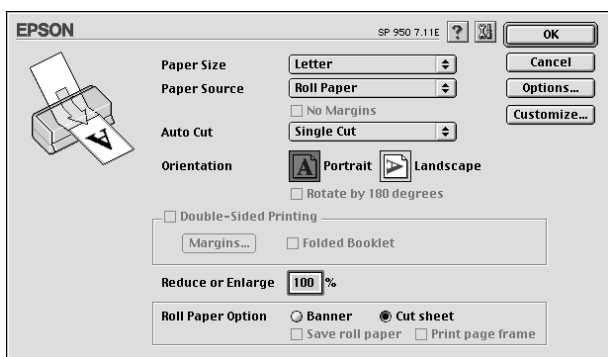 EPSON
SP 950 7.11E
?
OK
Paper Size
Letter
Cancel
Paper Source
Roll Paper
Options...
No Margins
Customize...
Auto Cut
Single Cut
Orientation
A
Portrait
A
Landscape
Rotate by 180 degrees
Double-Sided Printing
Margins...
Folded Booklet
Reduce or Enlarge
100 %
Roll Paper Option
Banner
Cut sheet
Save roll paper
Print page frame
A